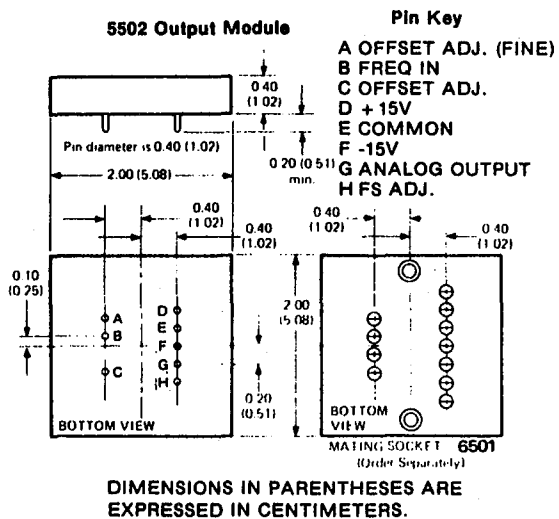 5502 Output Module
Pin Key
A OFFSET ADJ. (FINE)
B FREQ IN
C OFFSET ADJ.
D + 15V
E COMMON
F -15V
G ANALOG OUTPUT
H FS ADJ.
0.40
(1.02)
Pin diameter is 0.40 (1.02)
0.20 (0.51)
min.
2.00 (5.08)
0.40
(1.02)
0.40
(1.02)
0.40
(1.02)
0.40
(1.02)
0.10
(0.25)
A
B
C
D
E
F
G
H
2.00
(5.08)
0.20
(0.51)
BOTTOM VIEW
BOTTOM
VIEW
MATING SOCKET 6501
(Order Separately)
DIMENSIONS IN PARENTHESES ARE
EXPRESSED IN CENTIMETERS.